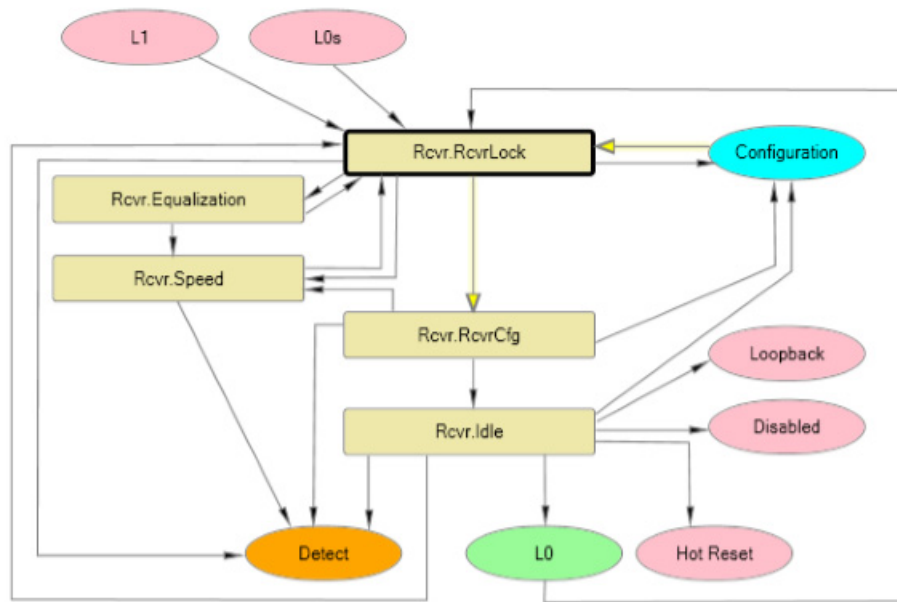 L1
L0s
Rcvr.RcvrLock
Configuration
Rcvr.Equalization
Rcvr.Speed
Rcvr.RcvrCfg
Loopback
Rcvr.Idle
Disabled
Detect
L0
Hot Reset